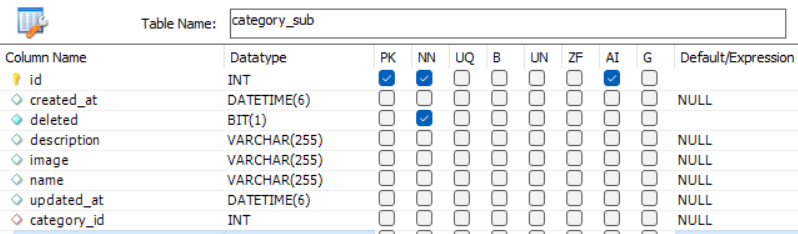 Table Name: category_sub
Column Name Datatype PK NN UQ B UN ZF AI G Default/Expression
id INT
created_at DATETIME(6) NULL
deleted BIT(1)
description VARCHAR(255) NULL
image VARCHAR(255) NULL
name VARCHAR(255) NULL
updated_at DATETIME(6) NULL
category_id INT NULL